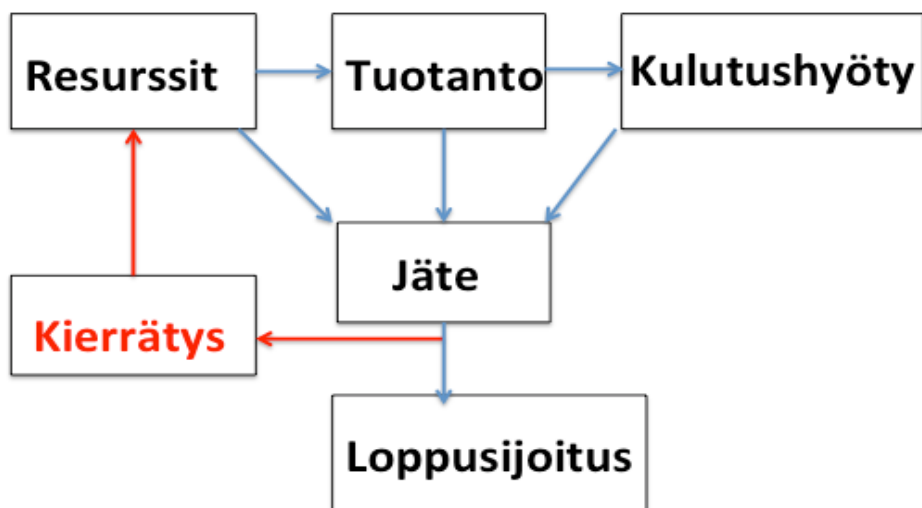 Resurssit
Tuotanto
Kulutushyöty
Jäte
Kierrätys
Loppusijoitus